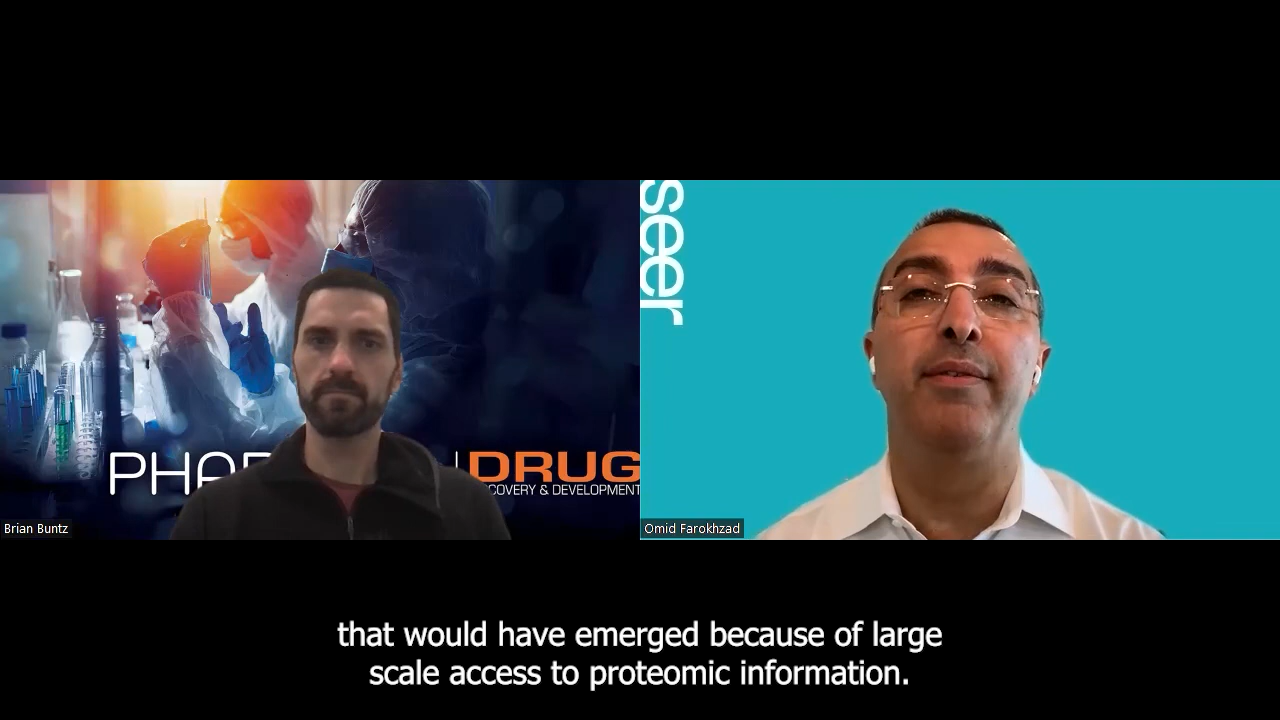 seer
PHAR
DRUG
COVERY & DEVELOPMENT
Brian Buntz
Omid Farokhzad
that would have emerged because of large
scale access to proteomic information.